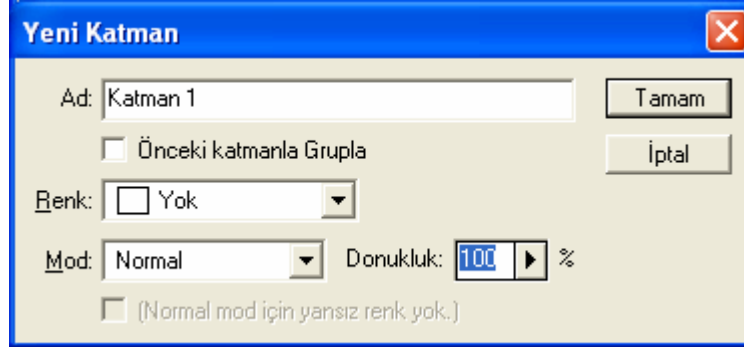 Yeni Katman
Ad: Katman 1
Tamam
Önceki katmanla Grupla
İptal
Renk: Yok
Mod: Normal Donukluk: 100 %
(Normal mod için yansız renk yok.)